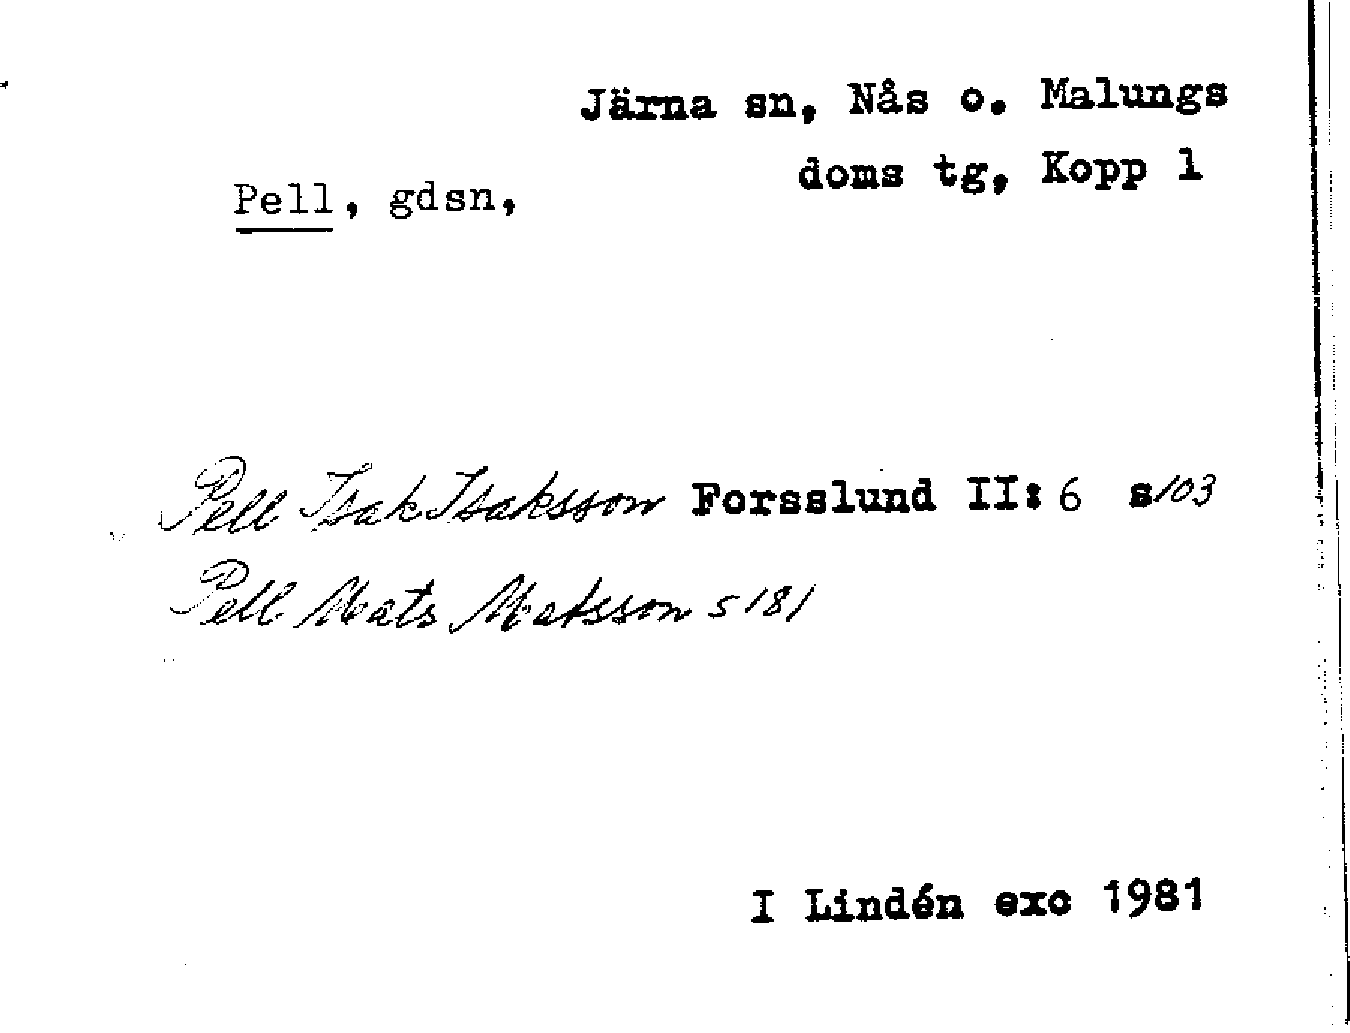 Järna sn, Nås o. Malungs
doms tg, Kopp l
Pell, gdsn,
Pell Isak Isaksson Forsslund II: 6 s 103
Pell Mats Matsson s 181
I Lindén exc 1981